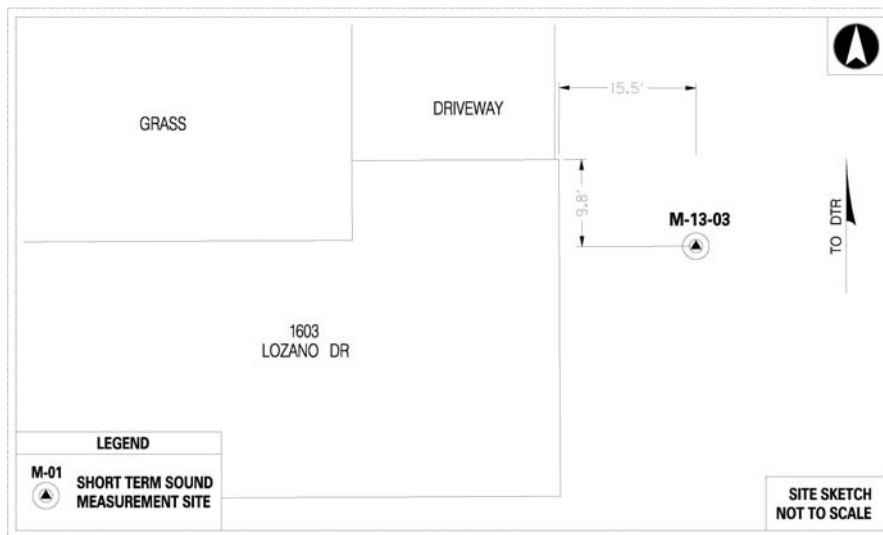 GRASS
DRIVEWAY
15.5'
9.8'
M-13-03
TO DTR
1603
LOZANO DR
LEGEND
M-01
SHORT TERM SOUND
MEASUREMENT SITE
SITE SKETCH
NOT TO SCALE